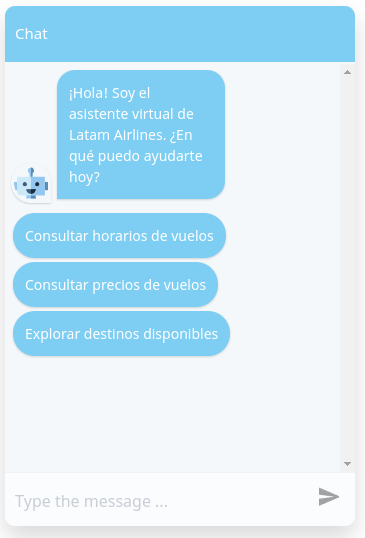 Chat
¡Hola! Soy el
asistente virtual de
Latam Airlines. ¿En
qué puedo ayudarte
hoy?
Consultar horarios de vuelos
Consultar precios de vuelos
Explorar destinos disponibles
Type the message ...